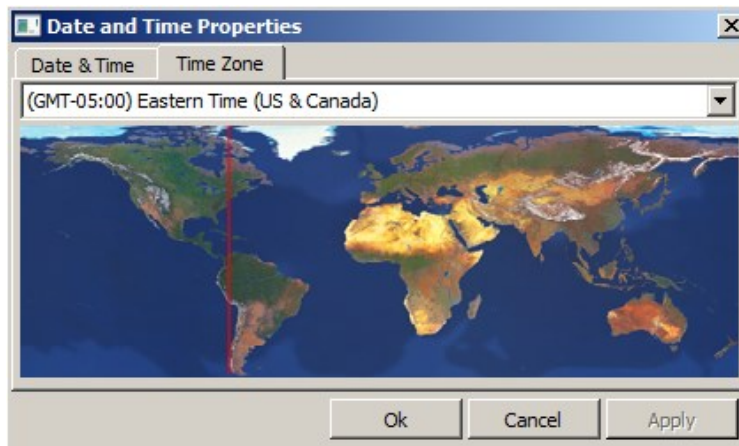 Date and Time Properties
Date & Time Time Zone
(GMT-05:00) Eastern Time (US & Canada)
Ok Cancel Apply